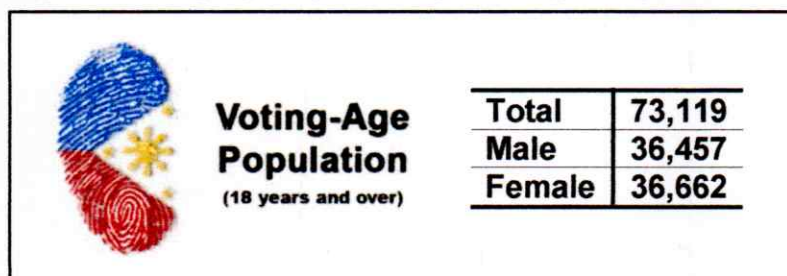 Voting-Age
Population
(18 years and over)
Total 73,119
Male 36,457
Female 36,662